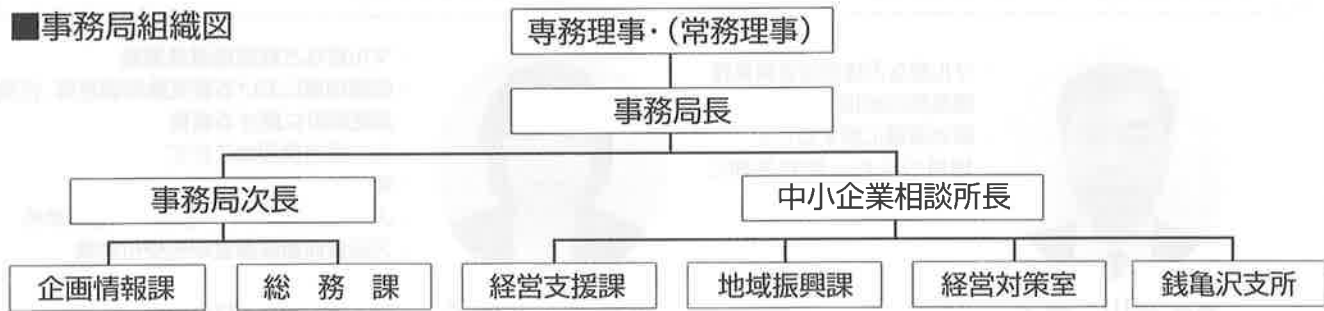 ■事務局組織図
専務理事・(常務理事)
事務局長
事務局次長
中小企業相談所長
企画情報課
総務課
経営支援課
地域振興課
経営対策室
銭亀沢支所